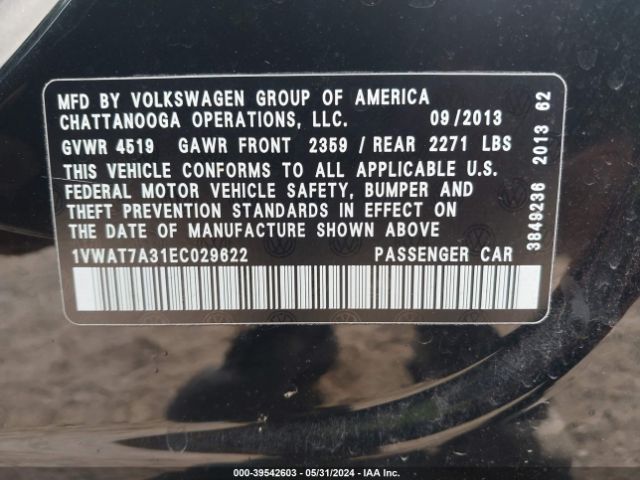 MFD BY VOLKSWAGEN GROUP OF AMERICA
CHATTANOOGA OPERATIONS, LLC. 09/2013
GVWR 4519 GAWR FRONT 2359 / REAR 2271 LBS
THIS VEHICLE CONFORMS TO ALL APPLICABLE U.S.
FEDERAL MOTOR VEHICLE SAFETY, BUMPER AND
THEFT PREVENTION STANDARDS IN EFFECT ON
THE DATE OF MANUFACTURE SHOWN ABOVE
1VWAT7A31EC029622 PASSENGER CAR
3849236 2013 62
000-39542603 - 05/31/2024 - IAA Inc.